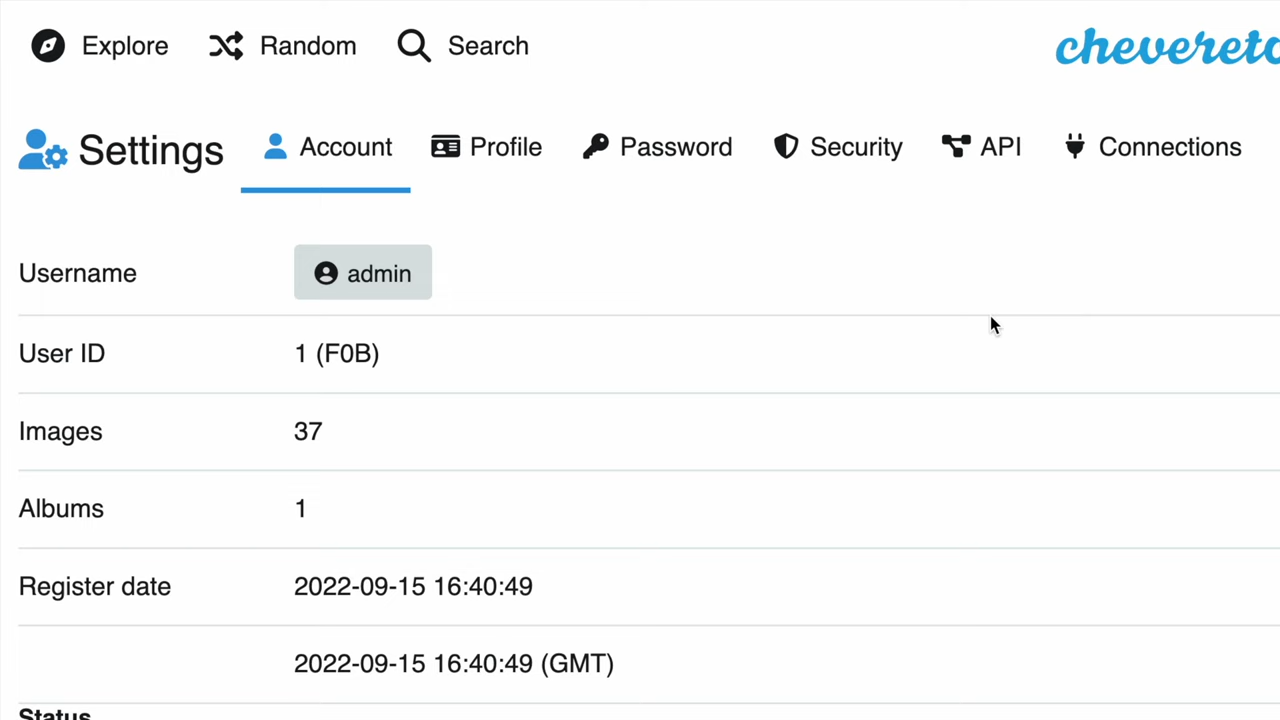 Explore Random Search chevereto
Settings Account Profile Password Security API Connections
Username admin
User ID 1 (F0B)
Images 37
Albums 1
Register date 2022-09-15 16:40:49
2022-09-15 16:40:49 (GMT)
Status